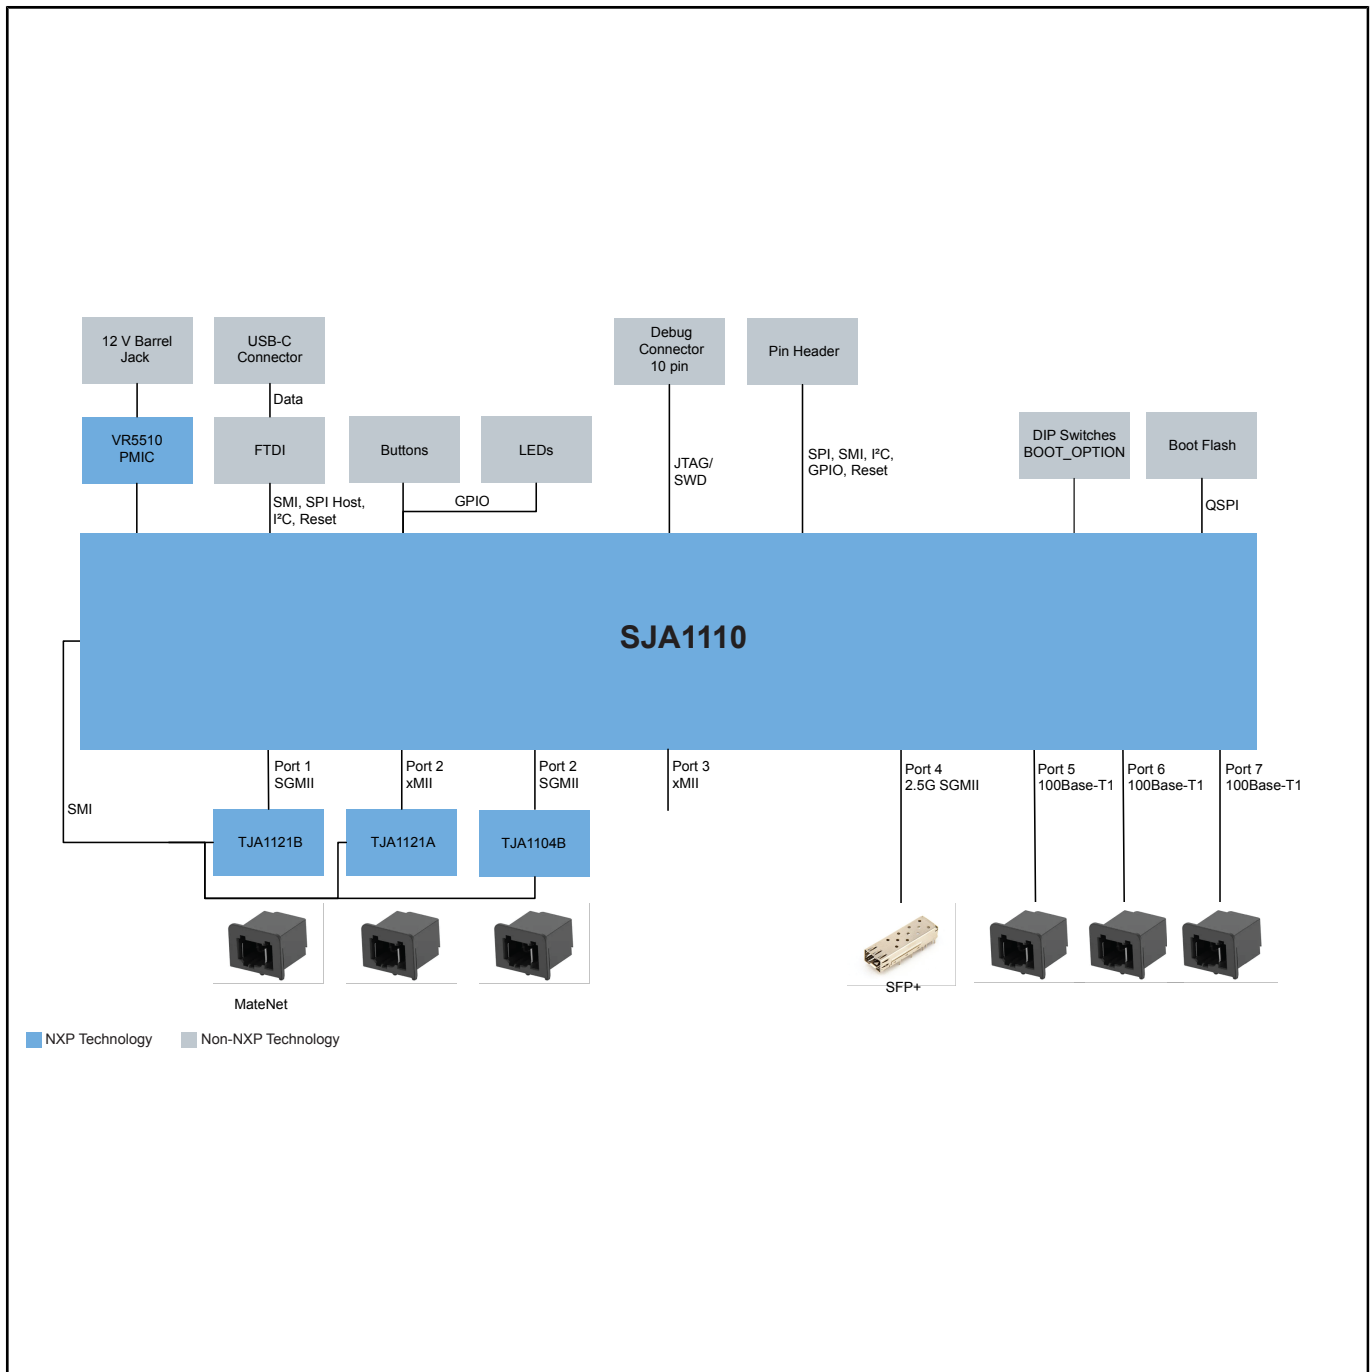 12 V Barrel
Jack
USB-C
Connector
Debug
Connector
10 pin
Pin Header
Data
VR5510
PMIC
FTDI
Buttons
LEDs
DIP Switches
BOOT_OPTION
Boot Flash
JTAG/
SWD
SPI, SMI, I²C,
GPIO, Reset
SMI, SPI Host,
I²C, Reset
GPIO
QSPI
SJA1110
Port 1
SGMII
Port 2
xMII
Port 2
SGMII
Port 3
xMII
Port 4
2.5G SGMII
Port 5
100Base-T1
Port 6
100Base-T1
Port 7
100Base-T1
SMI
TJA1121B
TJA1121A
TJA1104B
SFP+
MateNet
NXP Technology
Non-NXP Technology